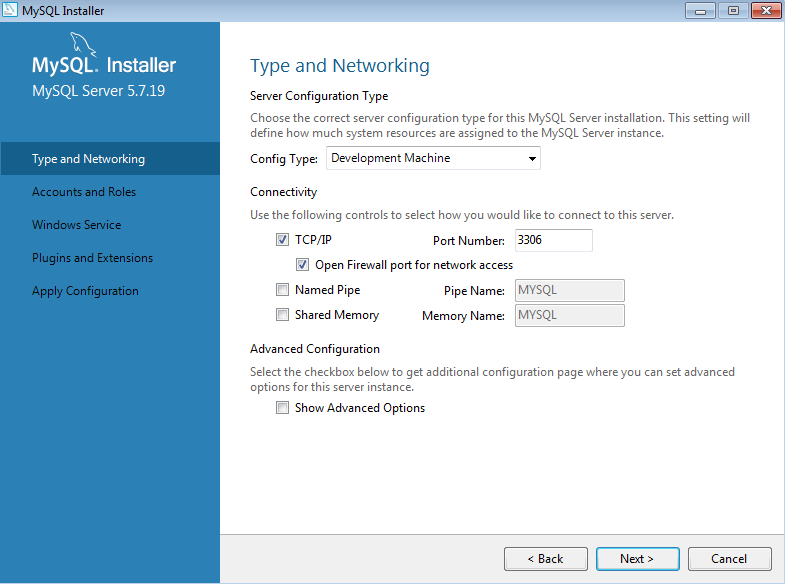 MySQL Installer
MySQL. Installer
MySQL Server 5.7.19
Type and Networking
Accounts and Roles
Windows Service
Plugins and Extensions
Apply Configuration
Type and Networking
Server Configuration Type
Choose the correct server configuration type for this MySQL Server installation. This setting will
define how much system resources are assigned to the MySQL Server instance.
Config Type: Development Machine
Connectivity
Use the following controls to select how you would like to connect to this server.
TCP/IP Port Number: 3306
Open Firewall port for network access
Named Pipe Pipe Name: MYSQL
Shared Memory Memory Name: MYSQL
Advanced Configuration
Select the checkbox below to get additional configuration page where you can set advanced
options for this server instance.
Show Advanced Options
< Back Next > Cancel